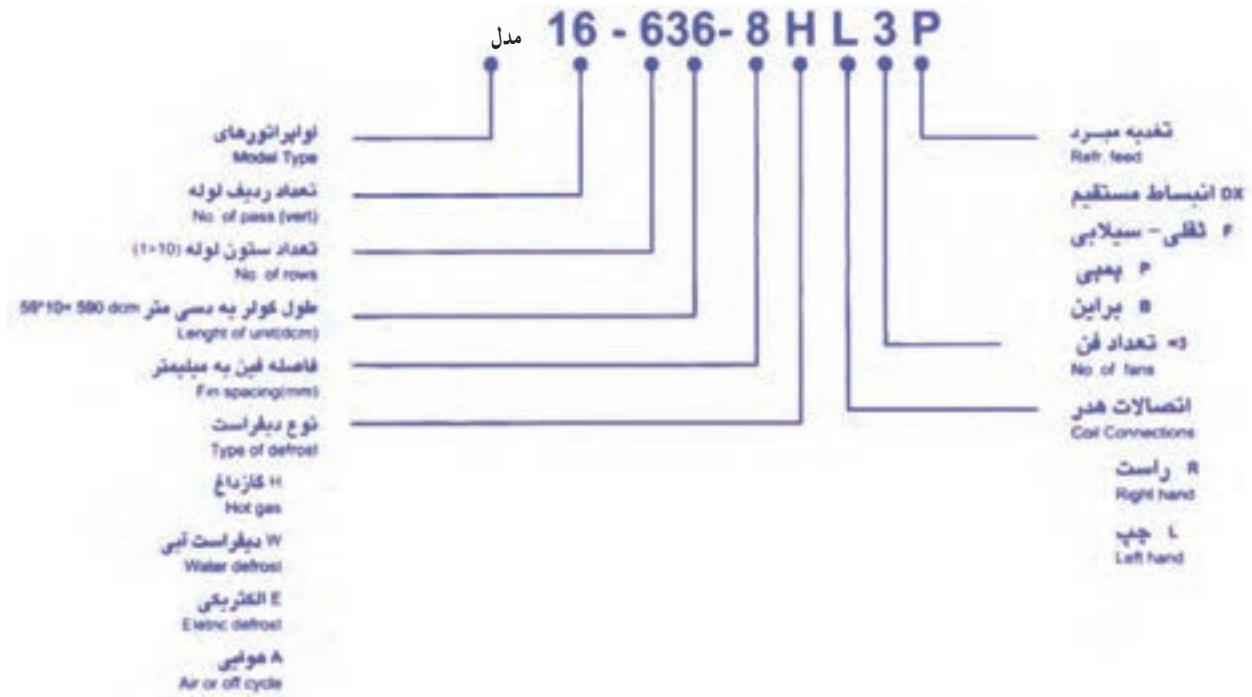 مدل 16 - 636- 8 H L 3 P
اواپراتورهای
Model Type
تعداد ردیف لوله
No. of pass (vert)
تعداد ستون لوله (10=1)
No. of rows
طول کولر به دسی متر 59*10= 590 dcm
Lenght of unit(dcm)
فاصله فین به میلیمتر
Fin spacing(mm)
نوع دیفراست
Type of defrost
H گازداغ
Hot gas
W دیفراست آبی
Water defrost
E الکتریکی
Eletric defrost
A هوایی
Air or off cycle
تغدیه مبـرد
Refr. feed
DX انبساط مستقیم
F ثقلی - سیلابی
P پمپی
B براین
3= تعداد فن
No. of fans
اتصالات هدر
Coil Connections
R راست
Right hand
L چپ
Left hand